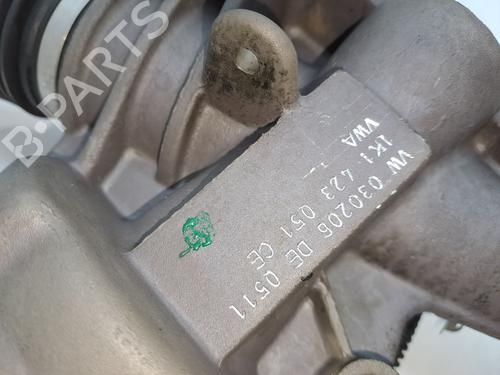 B-PARTS
VW 030206 DE 0511
1K1 423 051 CE
VWA